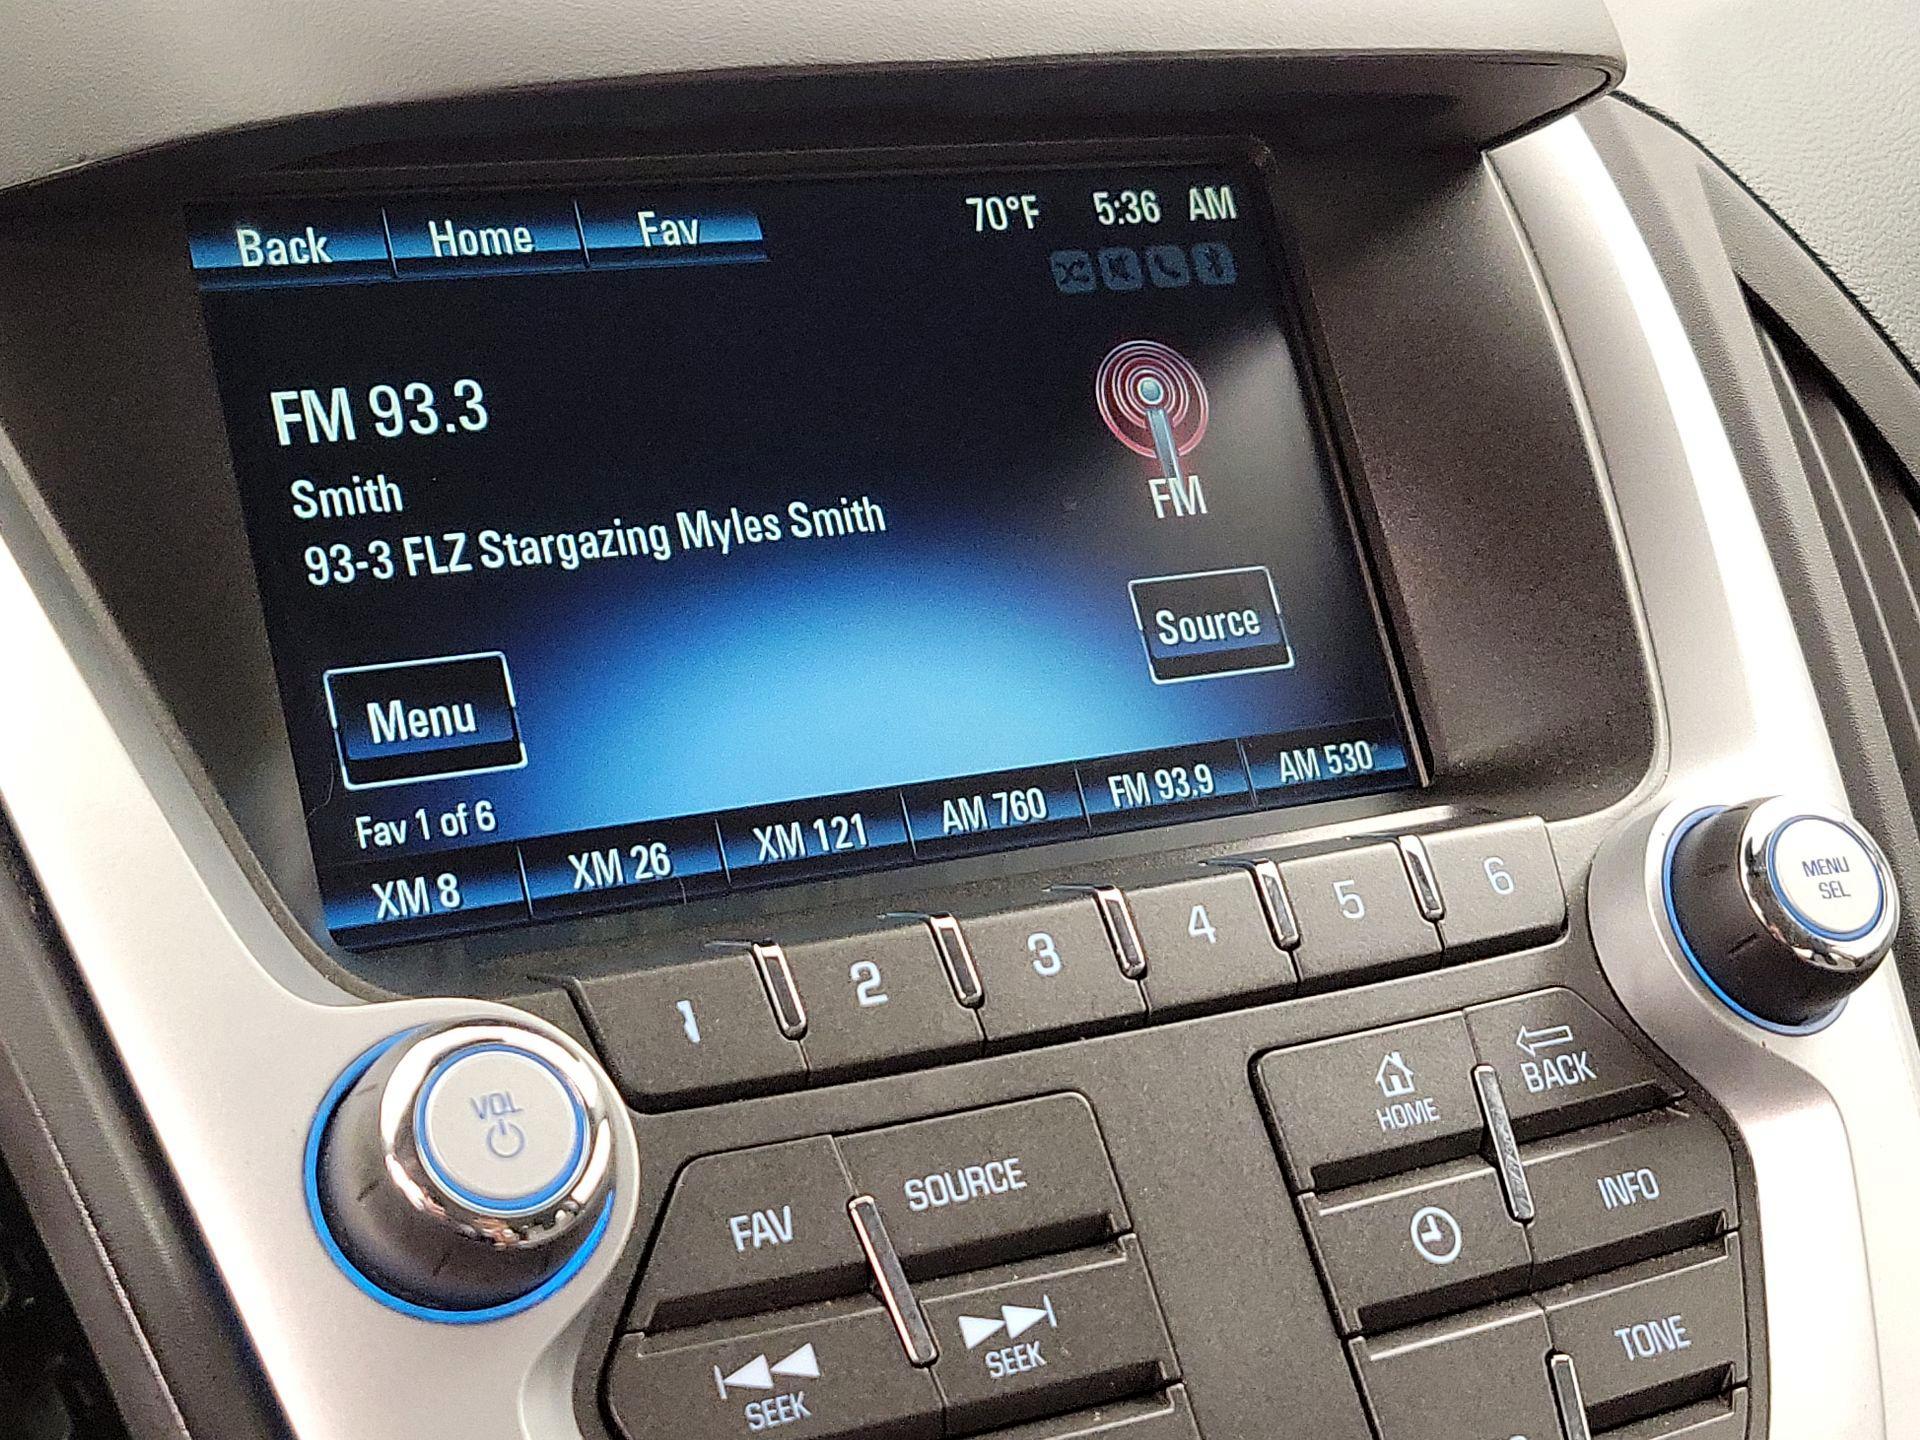 Back Home Fav 70°F 5:36 AM
FM 93.3
Smith
93-3 FLZ Stargazing Myles Smith
FM
Source
Menu
Fav 1 of 6
XM 8 XM 26 XM 121 AM 760 FM 93.9 AM 530
1 2 3 4 5 6
MENU
SEL
VOL
FAV SOURCE
SEEK SEEK
HOME BACK
INFO
TONE